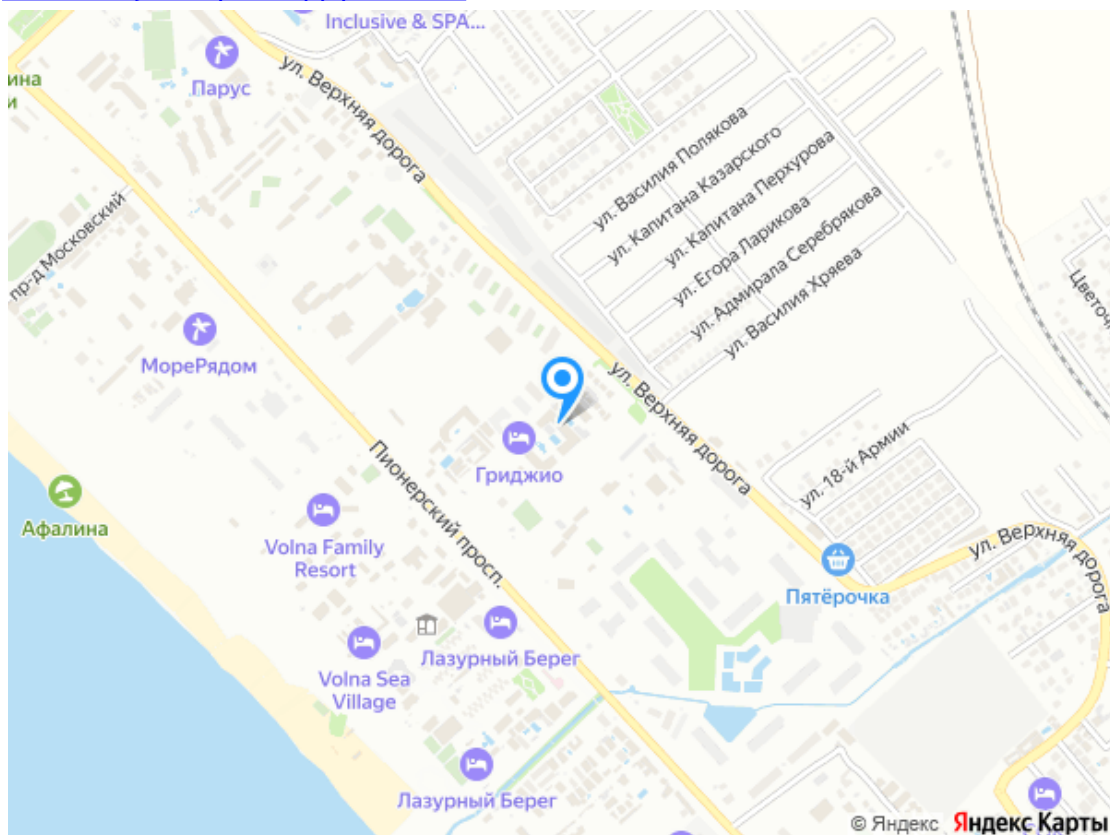 Inclusive & SPA...
Парус
ина
и
ул. Верхняя дорога
ул. Василия Полякова
ул. Капитана Казарского
ул. Капитана Перхурова
ул. Егора Ларикова
ул. Адмирала Серебрякова
ул. Василия Хряева
пр-д Московский
Цветоч
МореРядом
ул. Верхняя дорога
Гриджио
Пионерский просп.
ул. 18-й Армии
Афалина
Volna Family
Resort
ул. Верхняя дорога
Пятёрочка
Лазурный Берег
Volna Sea
Village
Лазурный Берег
© Яндекс Яндекс Карты